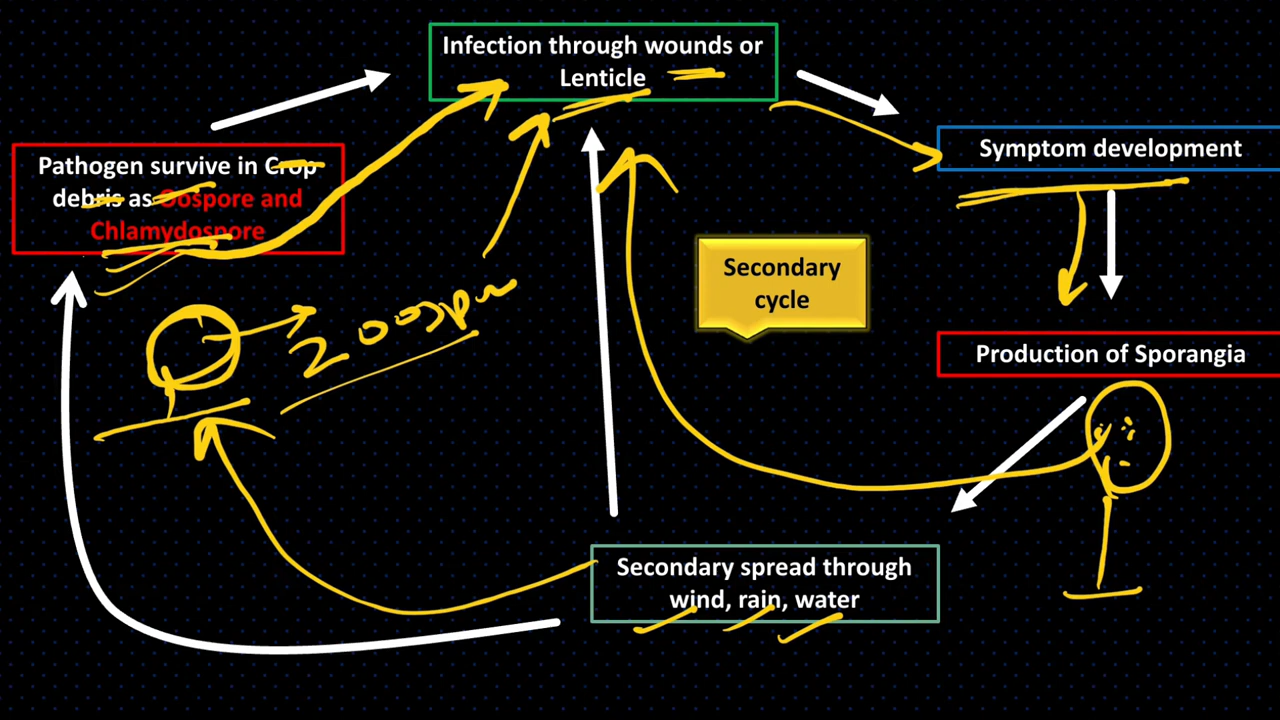 Infection through wounds or
Lenticle
Pathogen survive in Crop
debris as Oospore and
Chlamydospore
Symptom development
Secondary
cycle
Production of Sporangia
Secondary spread through
wind, rain, water